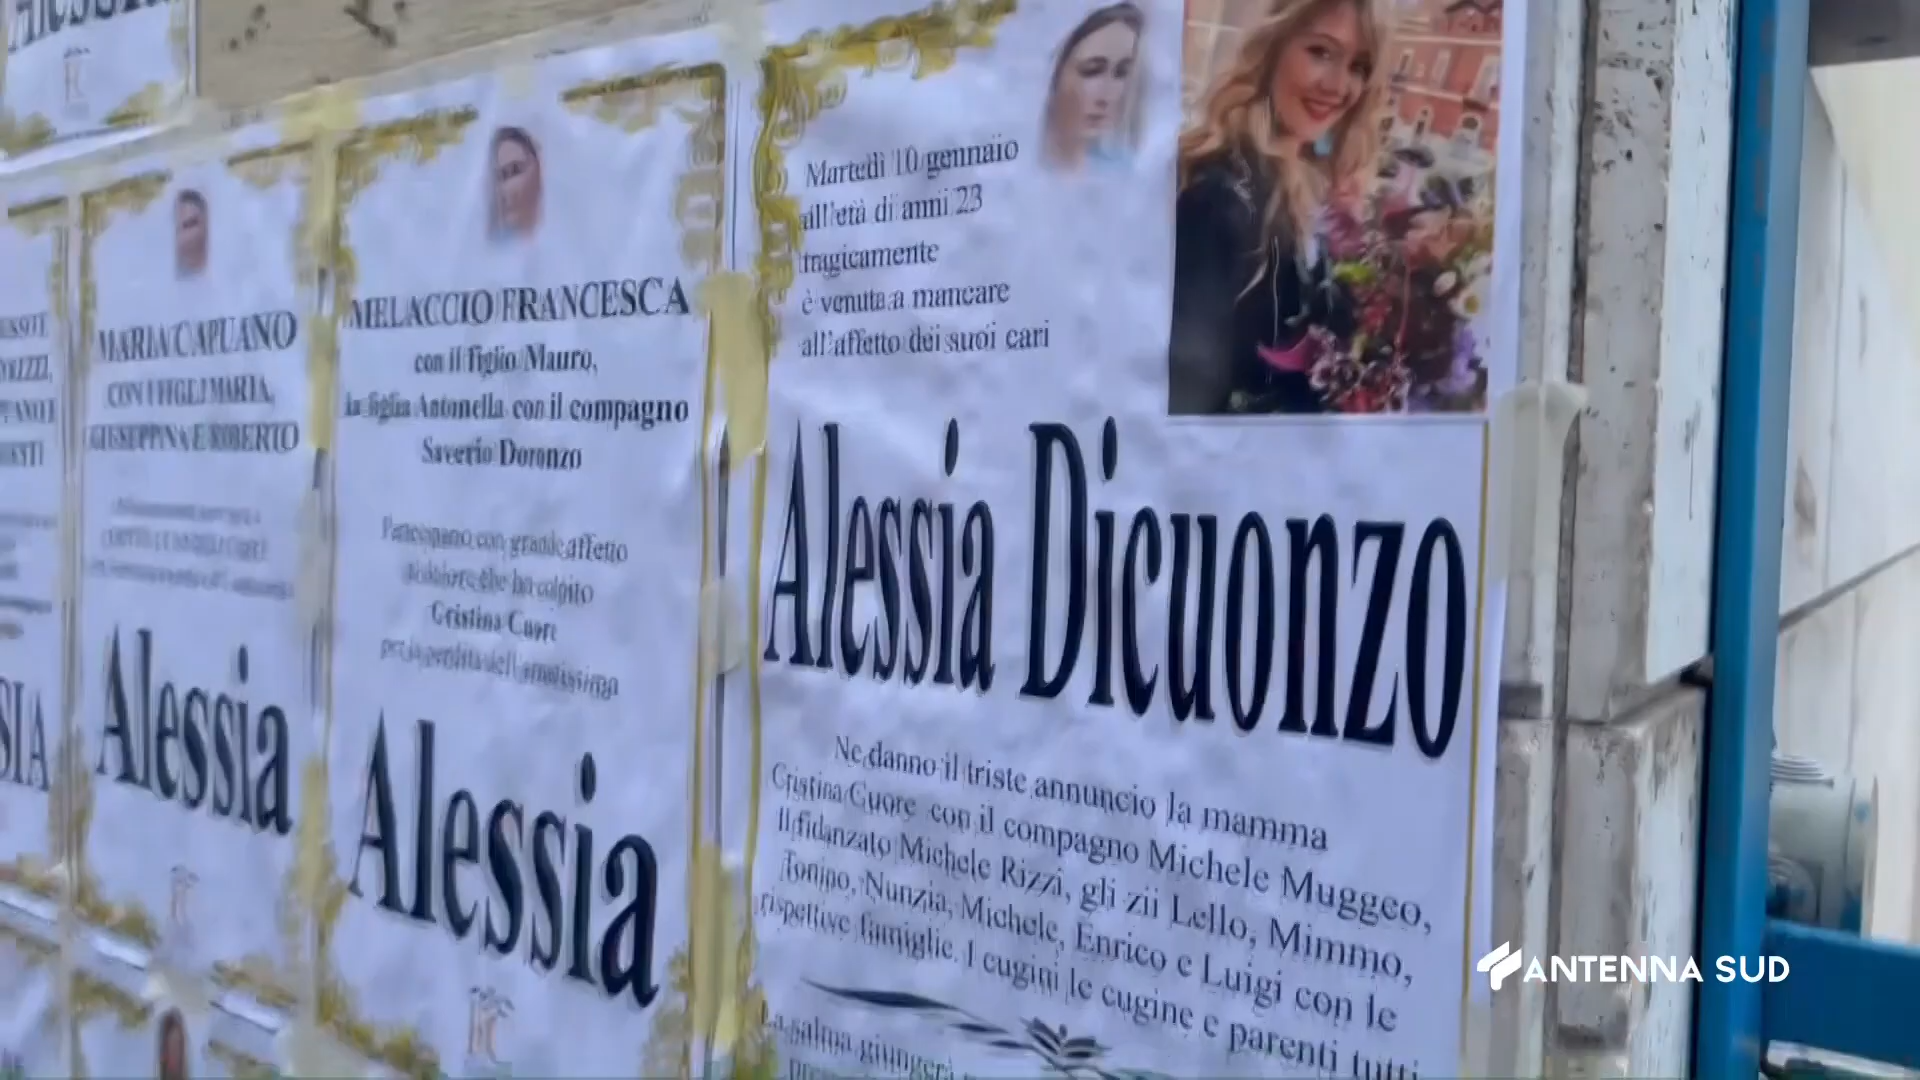 MARIA CAPUANO
CON I FIGLI MARIA,
GIUSEPPINA E ROBERTO
Alessia
MELACCIO FRANCESCA
con il figlio Mauro,
la figlia Antonella con il compagno
Saverio Doronzo
Partecipano con grande affetto
al dolore che ha colpito
Cristina Cuore
per la perdita dell'amatissima
Alessia
Martedì 10 gennaio
all'età di anni 23
tragicamente
è venuta a mancare
all'affetto dei suoi cari
Alessia Dicuonzo
Ne danno il triste annuncio la mamma
Cristina Cuore con il compagno Michele Muggeo,
Il fidanzato Michele Rizzi, gli zii Lello, Mimmo,
Tonino, Nunzia, Michele, Enrico e Luigi con le
rispettive famiglie. I cugini le cugine e parenti tutti
La salma giungerà
ANTENNA SUD